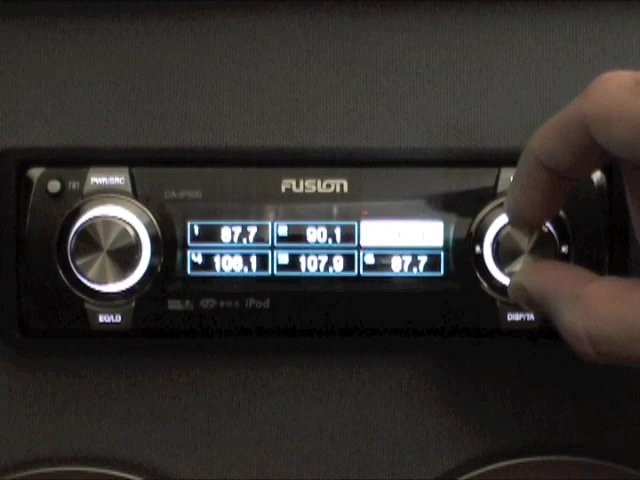 PWR/SRC
FUSION
CA-IP500
1 87.7 2 90.1
4 106.1 5 107.9 6 87.7
iPod
EQ/LD
DISP/TA